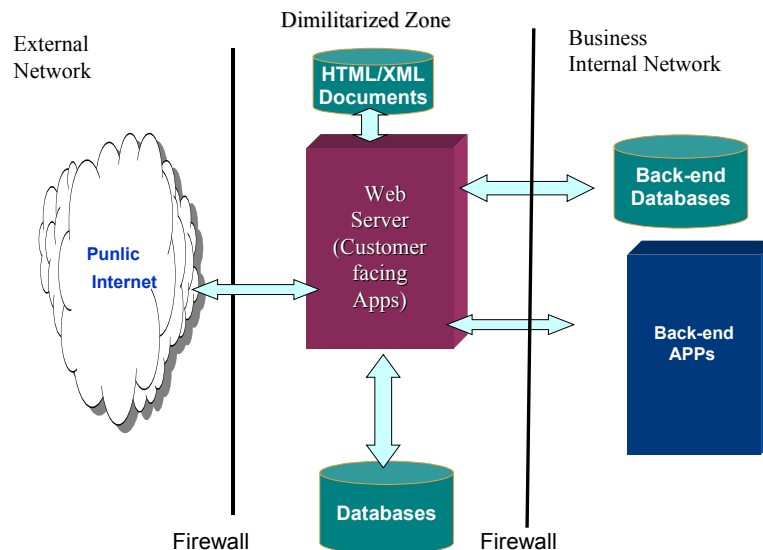 Dimilitarized Zone
External
Network
Business
Internal Network
HTML/XML
Documents
Web
Server
(Customer
facing
Apps)
Back-end
Databases
Punlic
Internet
Back-end
APPs
Databases
Firewall
Firewall